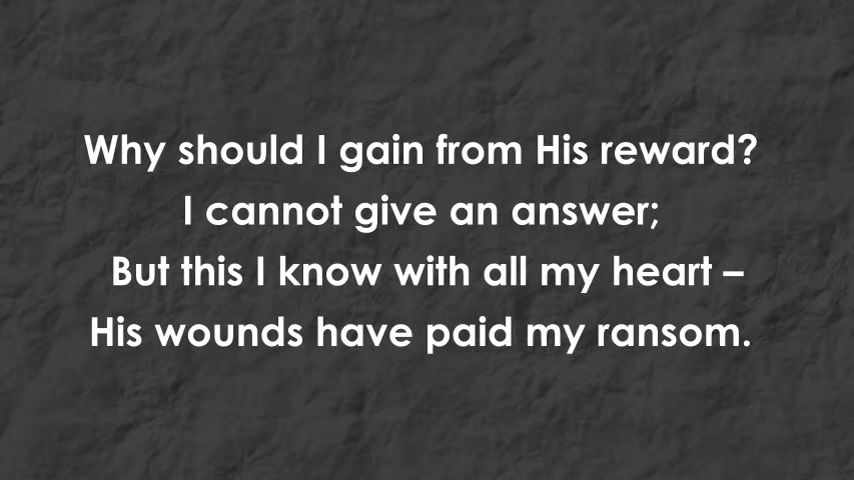 Why should I gain from His reward?
I cannot give an answer;
But this I know with all my heart –
His wounds have paid my ransom.